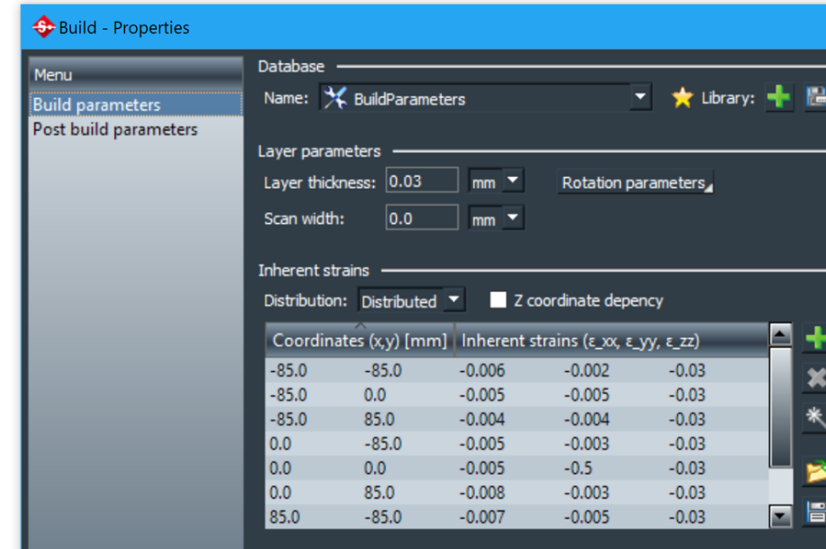 Build - Properties
Menu
Build parameters
Post build parameters
Database
Name: BuildParameters Library:
Layer parameters
Layer thickness: 0.03 mm Rotation parameters
Scan width: 0.0 mm
Inherent strains
Distribution: Distributed Z coordinate depency
Coordinates (x,y) [mm] Inherent strains (ε_xx, ε_yy, ε_zz)
-85.0 -85.0 -0.006 -0.002 -0.03
-85.0 0.0 -0.005 -0.005 -0.03
-85.0 85.0 -0.004 -0.004 -0.03
0.0 -85.0 -0.005 -0.003 -0.03
0.0 0.0 -0.005 -0.5 -0.03
0.0 85.0 -0.008 -0.003 -0.03
85.0 -85.0 -0.007 -0.005 -0.03